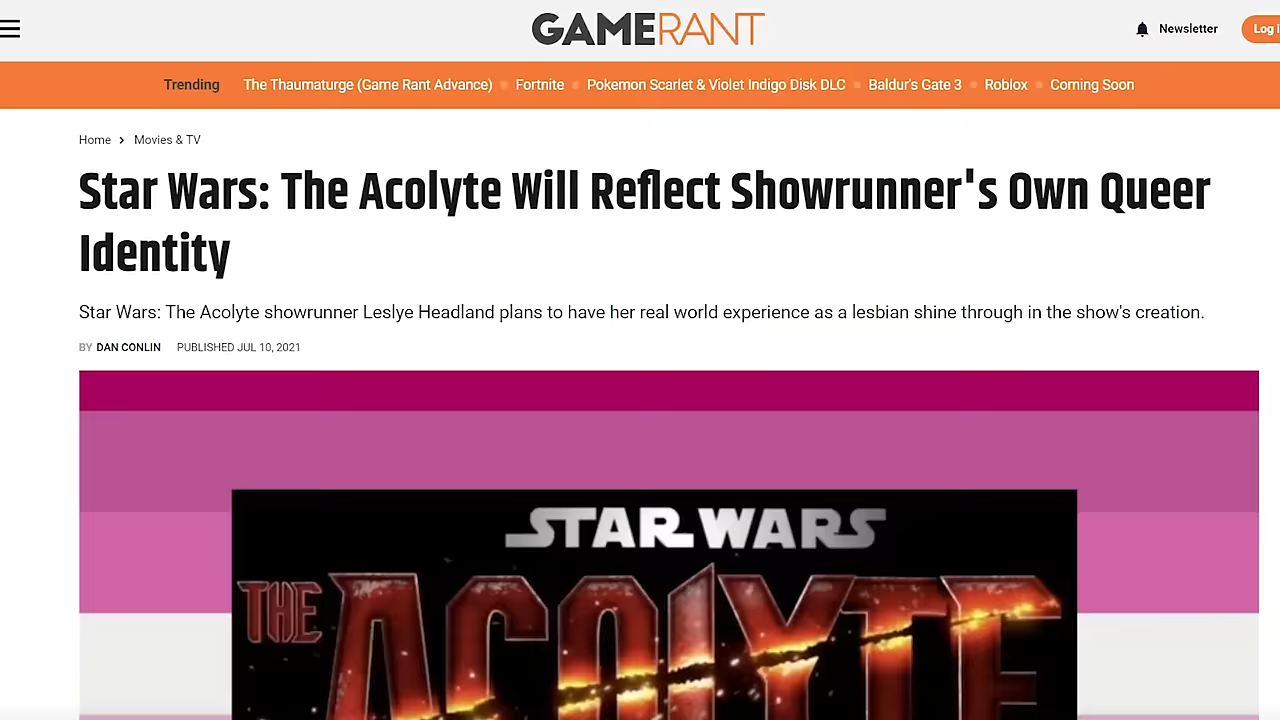 GAMERANT
Newsletter
Log i
Trending The Thaumaturge (Game Rant Advance) Fortnite Pokemon Scarlet & Violet Indigo Disk DLC Baldur's Gate 3 Roblox Coming Soon
Home > Movies & TV
Star Wars: The Acolyte Will Reflect Showrunner's Own Queer
Identity
Star Wars: The Acolyte showrunner Leslye Headland plans to have her real world experience as a lesbian shine through in the show's creation.
BY DAN CONLIN PUBLISHED JUL 10, 2021
STAR WARS
THE ACOLYTE